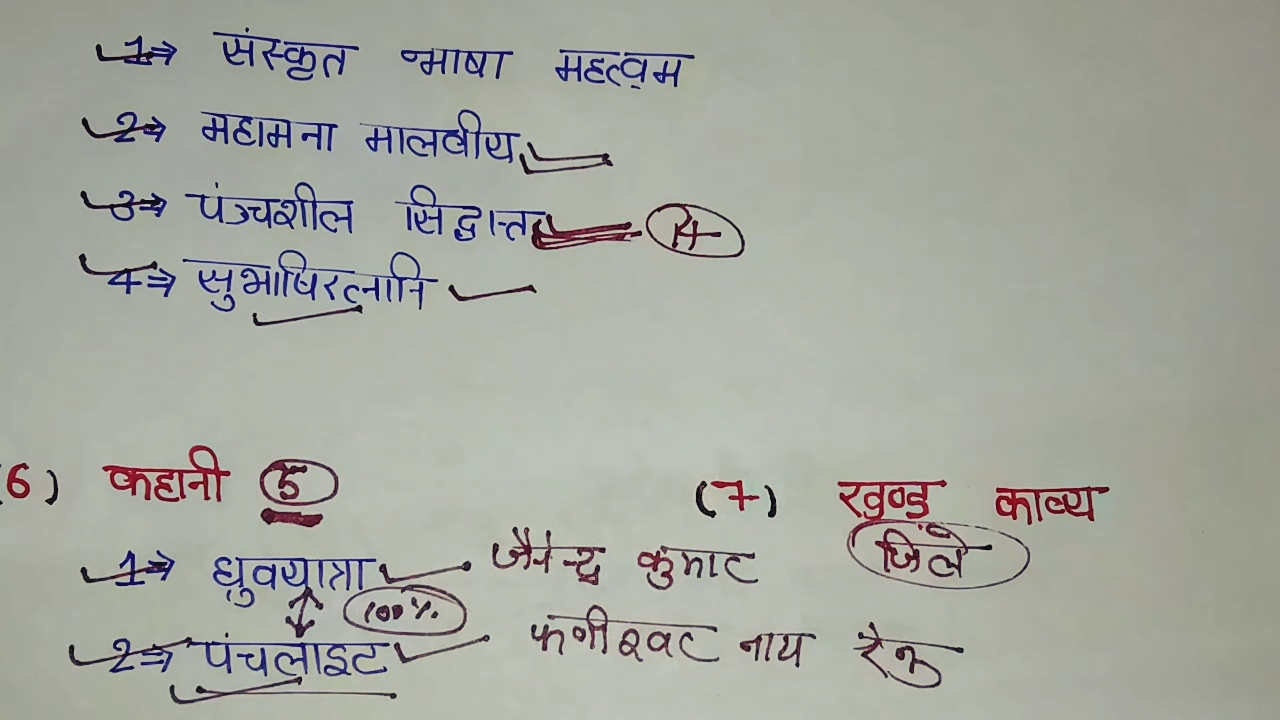 1⇒ संस्कृत भाषा महत्वम
2⇒ महामना मालवीय
3⇒ पंञ्चशील सिद्धान्त
4⇒ सुभाषिरत्नानि
(6) कहानी 5
(7) खण्ड काव्य
जिले
1⇒ ध्रुवयात्रा जैनेन्द्र कुमार
100%
2⇒ पंचलाइट फणीश्वर नाथ रेनु